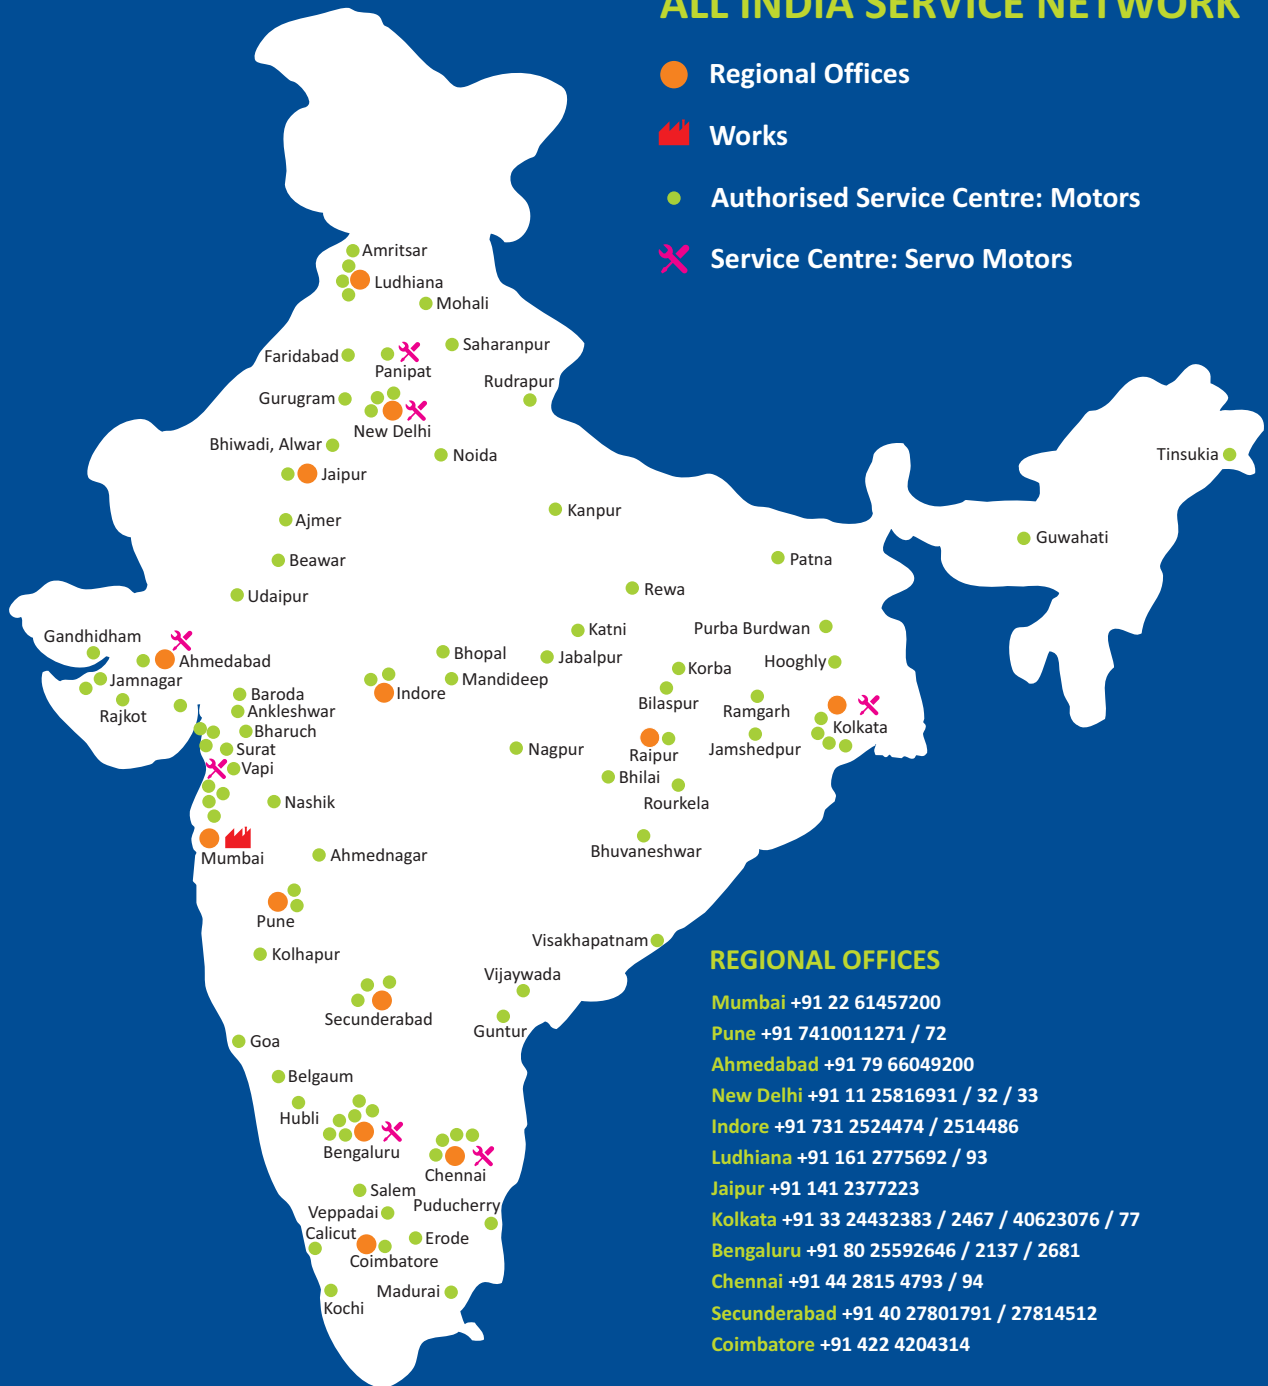 ALL INDIA SERVICE NETWORK
Regional Offices
Works
Authorised Service Centre: Motors
Service Centre: Servo Motors
Amritsar
Ludhiana
Mohali
Saharanpur
Faridabad
Panipat
Rudrapur
Gurugram
New Delhi
Bhiwadi, Alwar
Noida
Tinsukia
Jaipur
Kanpur
Ajmer
Guwahati
Beawar
Patna
Rewa
Udaipur
Katni
Purba Burdwan
Gandhidham
Bhopal
Jabalpur
Ahmedabad
Hooghly
Korba
Jamnagar
Mandideep
Baroda
Indore
Bilaspur
Ankleshwar
Ramgarh
Rajkot
Kolkata
Bharuch
Surat
Nagpur
Jamshedpur
Raipur
Vapi
Bhilai
Nashik
Rourkela
Bhuvaneshwar
Ahmednagar
Mumbai
Pune
Visakhapatnam
Kolhapur
Vijaywada
Secunderabad
Guntur
Goa
Belgaum
Hubli
Bengaluru
Chennai
Salem
Puducherry
Veppadai
Calicut
Erode
Coimbatore
Madurai
Kochi
REGIONAL OFFICES
Mumbai +91 22 61457200
Pune +91 7410011271 / 72
Ahmedabad +91 79 66049200
New Delhi +91 11 25816931 / 32 / 33
Indore +91 731 2524474 / 2514486
Ludhiana +91 161 2775692 / 93
Jaipur +91 141 2377223
Kolkata +91 33 24432383 / 2467 / 40623076 / 77
Bengaluru +91 80 25592646 / 2137 / 2681
Chennai +91 44 2815 4793 / 94
Secunderabad +91 40 27801791 / 27814512
Coimbatore +91 422 4204314